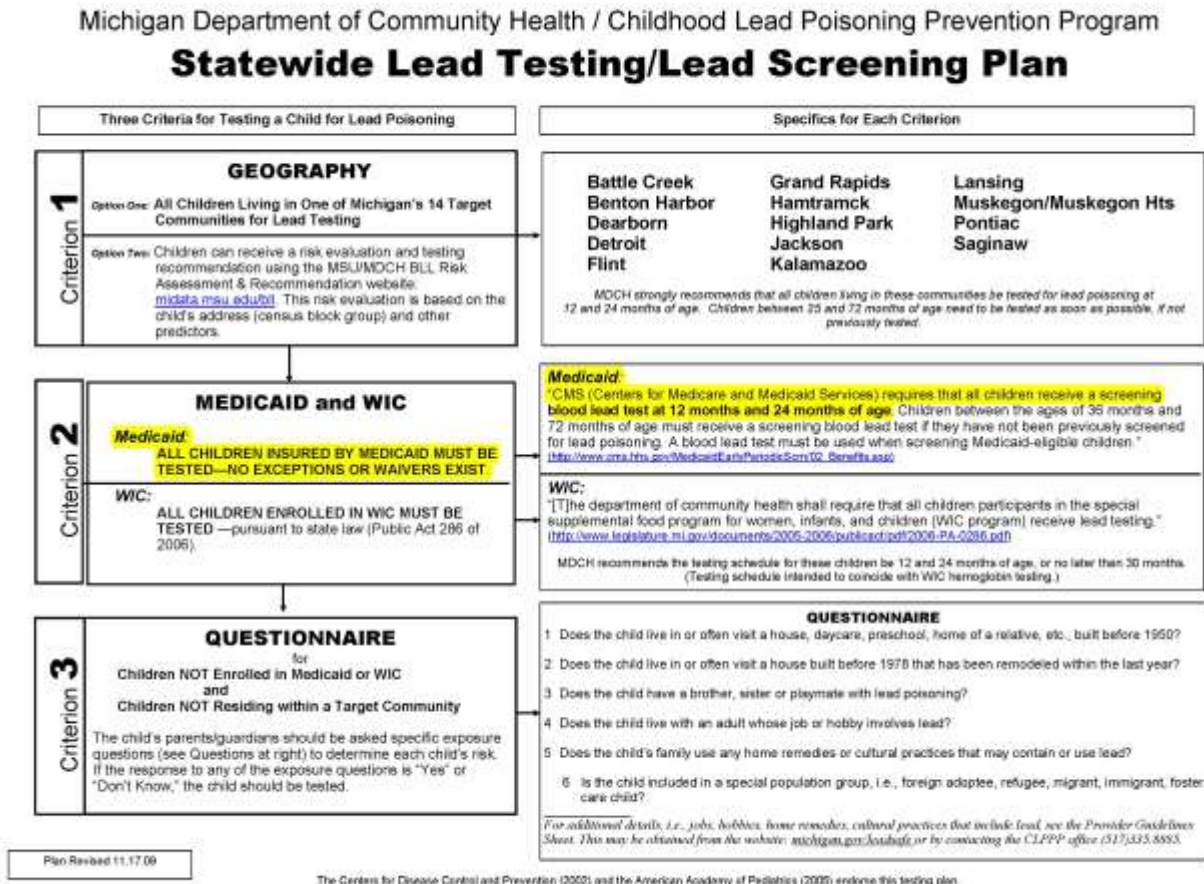 Michigan Department of Community Health / Childhood Lead Poisoning Prevention Program
Statewide Lead Testing/Lead Screening Plan
Three Criteria for Testing a Child for Lead Poisoning
Specifics for Each Criterion
Criterion 1
GEOGRAPHY
Option One: All Children Living in One of Michigan's 14 Target
Communities for Lead Testing
Option Two: Children can receive a risk evaluation and testing
recommendation using the MSU/MDCH BLL Risk
Assessment & Recommendation website:
midata.msu.edu/bll. This risk evaluation is based on the
child's address (census block group) and other
predictors.
Battle Creek
Benton Harbor
Dearborn
Detroit
Flint
Grand Rapids
Hamtramck
Highland Park
Jackson
Kalamazoo
Lansing
Muskegon/Muskegon Hts
Pontiac
Saginaw
MDCH strongly recommends that all children living in these communities be tested for lead poisoning at
12 and 24 months of age. Children between 25 and 72 months of age need to be tested as soon as possible, if not
previously tested.
Criterion 2
MEDICAID and WIC
Medicaid:
ALL CHILDREN INSURED BY MEDICAID MUST BE
TESTED—NO EXCEPTIONS OR WAIVERS EXIST
WIC:
ALL CHILDREN ENROLLED IN WIC MUST BE
TESTED —pursuant to state law (Public Act 286 of
2006).
Medicaid:
"CMS (Centers for Medicare and Medicaid Services) requires that all children receive a screening
blood lead test at 12 months and 24 months of age. Children between the ages of 36 months and
72 months of age must receive a screening blood lead test if they have not been previously screened
for lead poisoning. A blood lead test must be used when screening Medicaid-eligible children."
(http://www.cms.hhs.gov/MedicaidEarlyPeriodicScrn/02_Benefits.asp)
WIC:
"[T]he department of community health shall require that all children participants in the special
supplemental food program for women, infants, and children (WIC program) receive lead testing."
(http://www.legislature.mi.gov/documents/2005-2006/publicact/pdf/2006-PA-0286.pdf)
MDCH recommends the testing schedule for these children be 12 and 24 months of age, or no later than 30 months.
(Testing schedule intended to coincide with WIC hemoglobin testing.)
Criterion 3
QUESTIONNAIRE
for
Children NOT Enrolled in Medicaid or WIC
and
Children NOT Residing within a Target Community
The child's parents/guardians should be asked specific exposure
questions (see Questions at right) to determine each child's risk.
If the response to any of the exposure questions is "Yes" or
"Don't Know," the child should be tested.
QUESTIONNAIRE
1 Does the child live in or often visit a house, daycare, preschool, home of a relative, etc., built before 1950?
2 Does the child live in or often visit a house built before 1978 that has been remodeled within the last year?
3 Does the child have a brother, sister or playmate with lead poisoning?
4 Does the child live with an adult whose job or hobby involves lead?
5 Does the child's family use any home remedies or cultural practices that may contain or use lead?
6 Is the child included in a special population group, i.e., foreign adoptee, refugee, migrant, immigrant, foster
care child?
For additional details, i.e., jobs, hobbies, home remedies, cultural practices that include lead, see the Provider Guidelines
Sheet. This may be obtained from the website: michigan.gov/leadsafe or by contacting the CLPPP office (517)335.8885.
Plan Revised 11.17.09
The Centers for Disease Control and Prevention (2002) and the American Academy of Pediatrics (2005) endorse this testing plan.